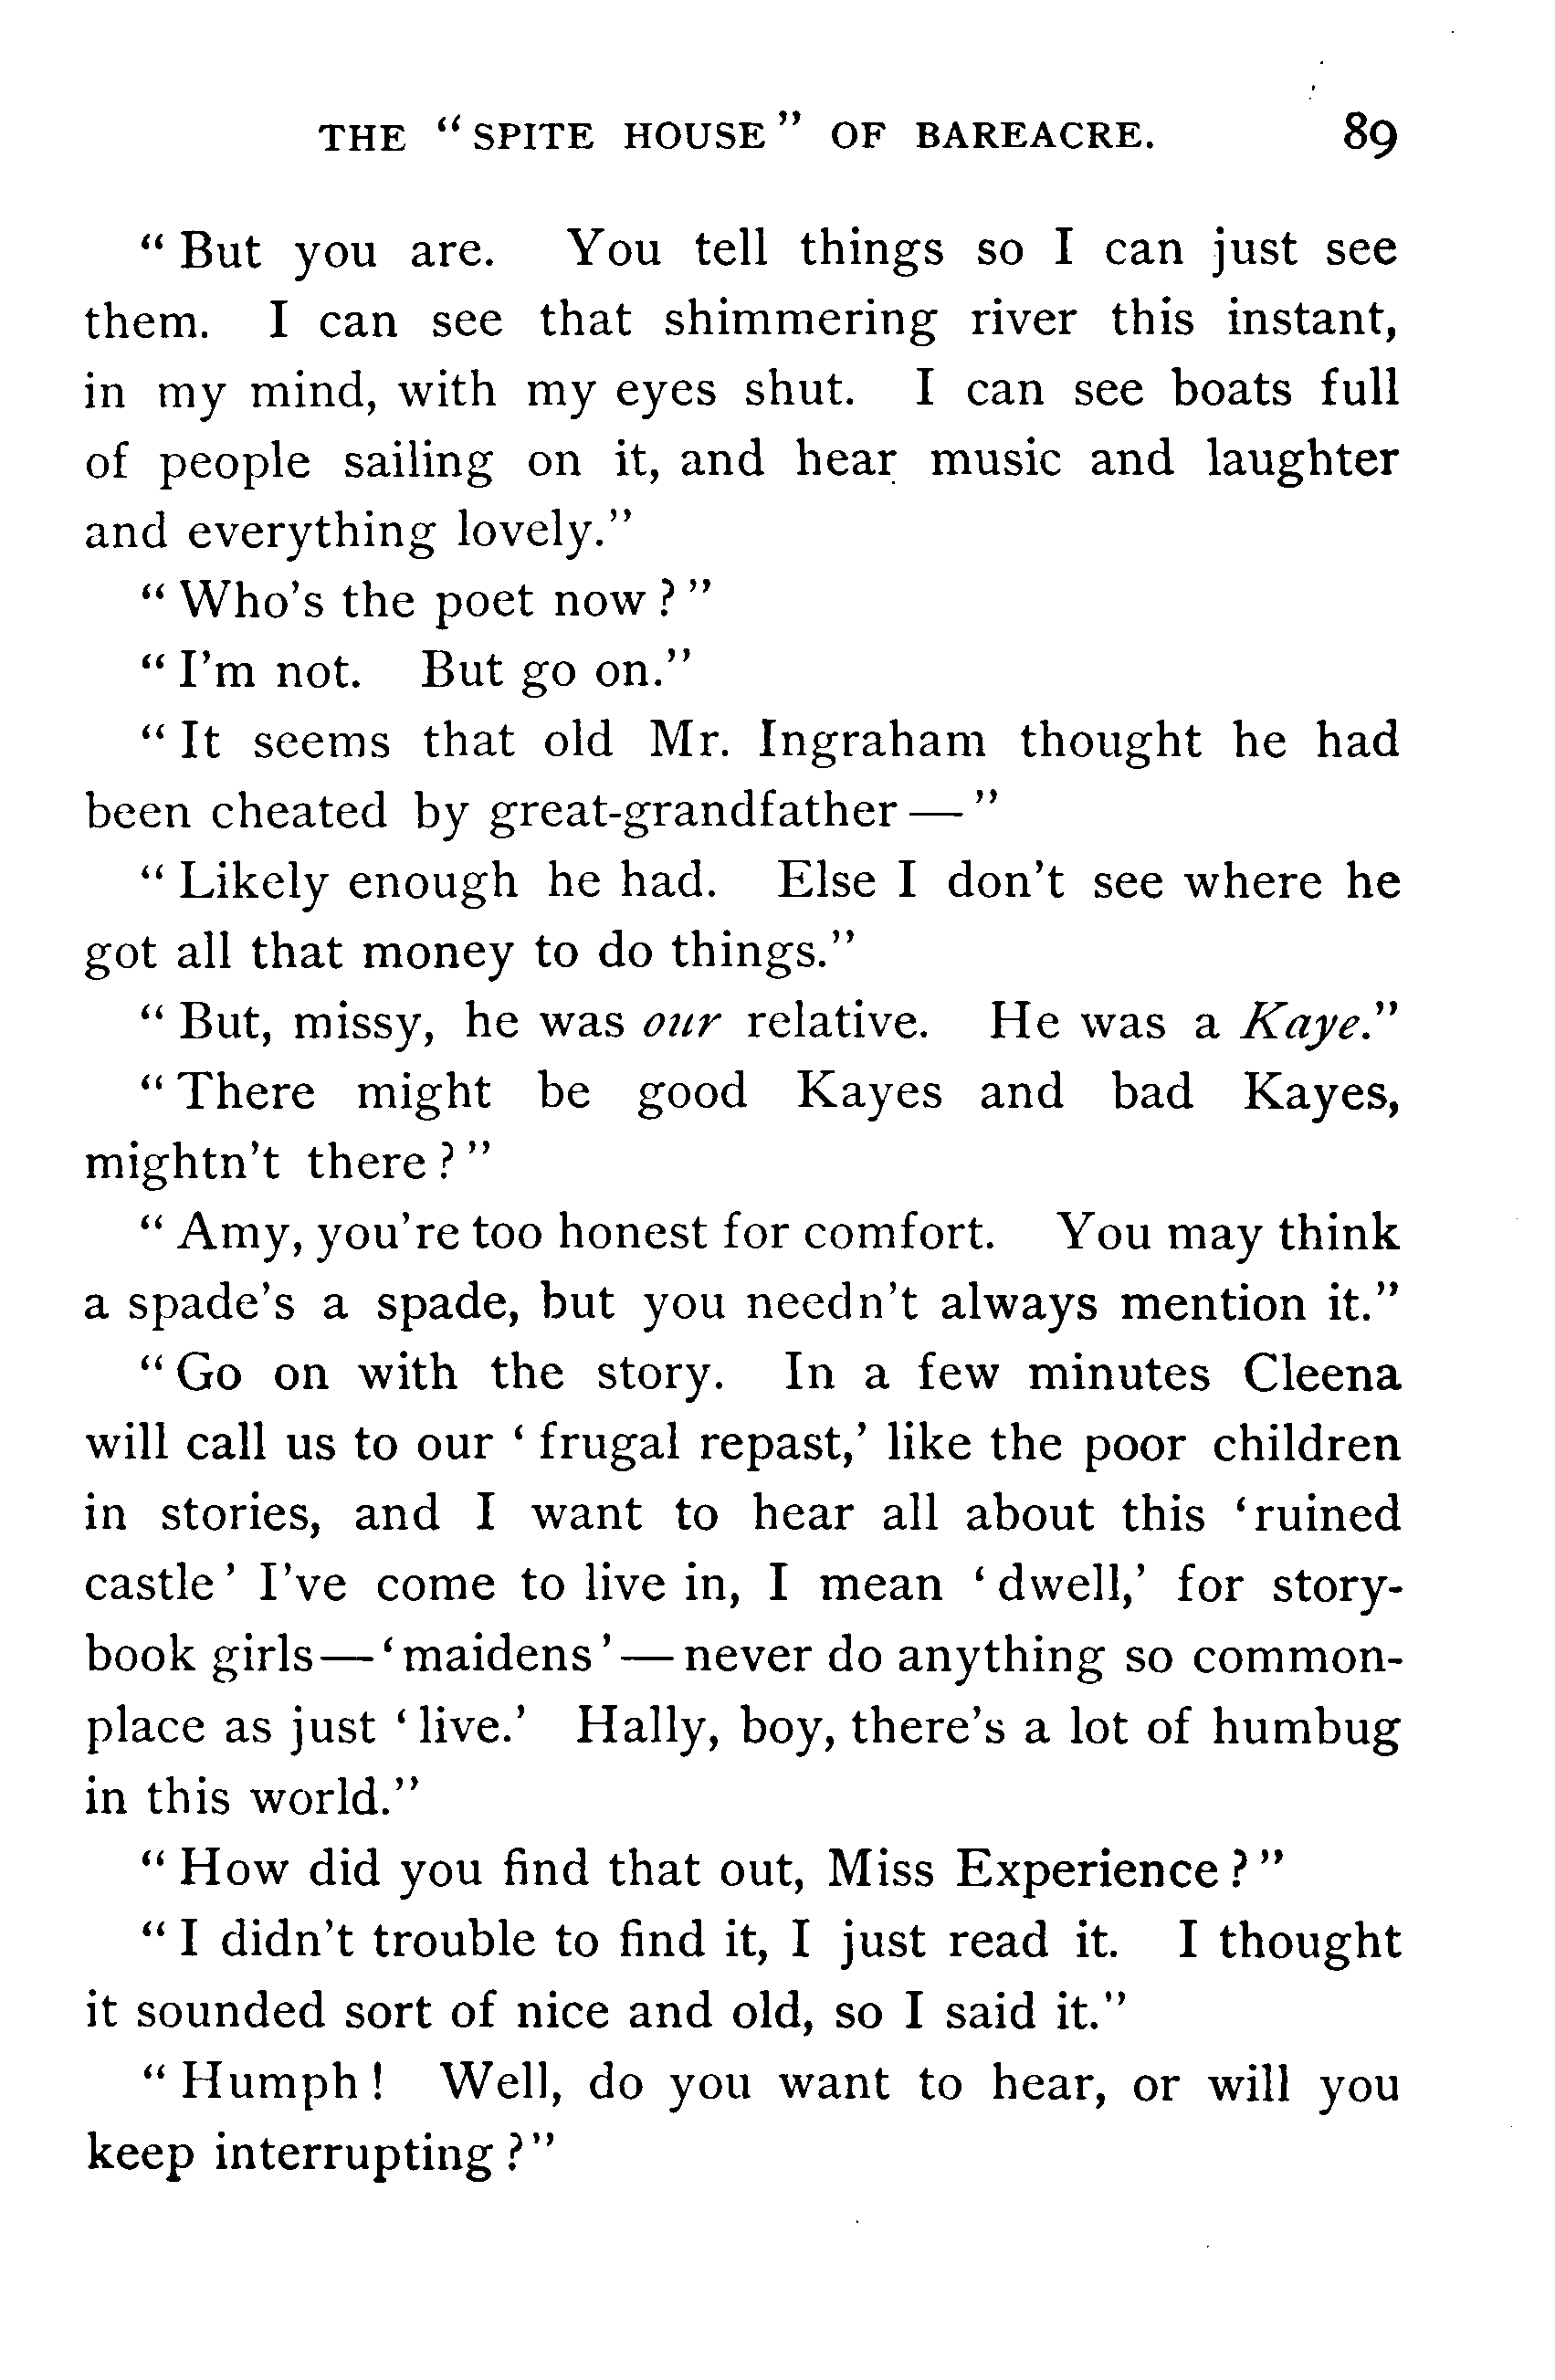 THE “SPITE HOUSE” OF BAREACRE. 89
“But you are. You tell things so I can just see
them. I can see that shimmering river this instant,
in my mind, with my eyes shut. I can see boats full
of people sailing on it, and hear music and laughter
and everything lovely.”
“Who’s the poet now?”
“I’m not. But go on.”
“It seems that old Mr. Ingraham thought he had
been cheated by great-grandfather—”
“Likely enough he had. Else I don’t see where he
got all that money to do things.”
“But, missy, he was our relative. He was a Kaye.”
“There might be good Kayes and bad Kayes,
mightn’t there?”
“Amy, you’re too honest for comfort. You may think
a spade’s a spade, but you needn’t always mention it.”
“Go on with the story. In a few minutes Cleena
will call us to our ‘frugal repast,’ like the poor children
in stories, and I want to hear all about this ‘ruined
castle’ I’ve come to live in, I mean ‘dwell,’ for story-
book girls—‘maidens’—never do anything so common-
place as just ‘live.’ Hally, boy, there’s a lot of humbug
in this world.”
“How did you find that out, Miss Experience?”
“I didn’t trouble to find it, I just read it. I thought
it sounded sort of nice and old, so I said it.”
“Humph! Well, do you want to hear, or will you
keep interrupting?”